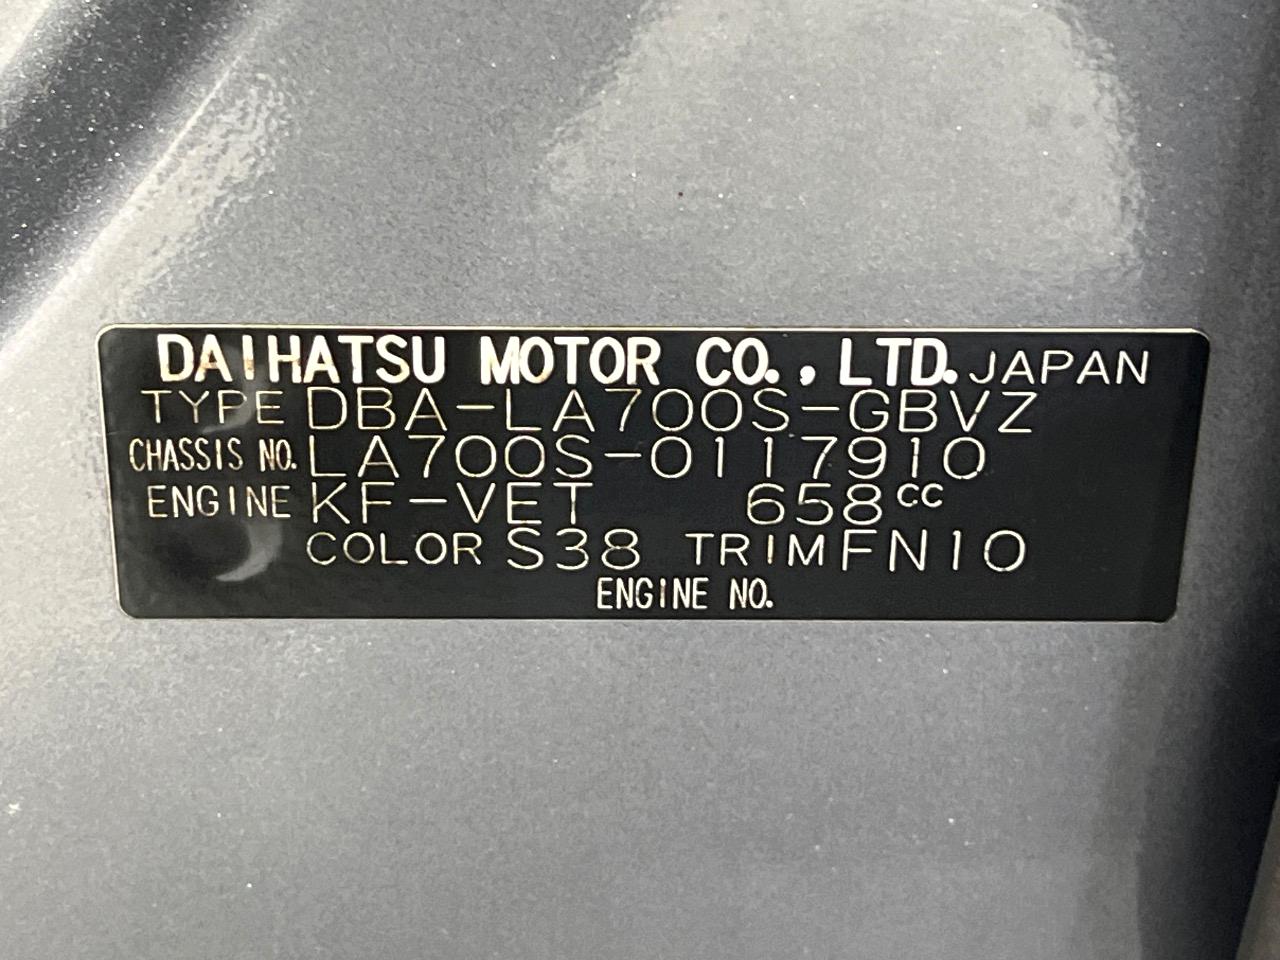 DAIHATSU MOTOR CO., LTD. JAPAN
TYPE DBA-LA700S-GBVZ
CHASSIS NO. LA700S-0117910
ENGINE KF-VET 658cc
COLOR S38 TRIM FN10
ENGINE NO.